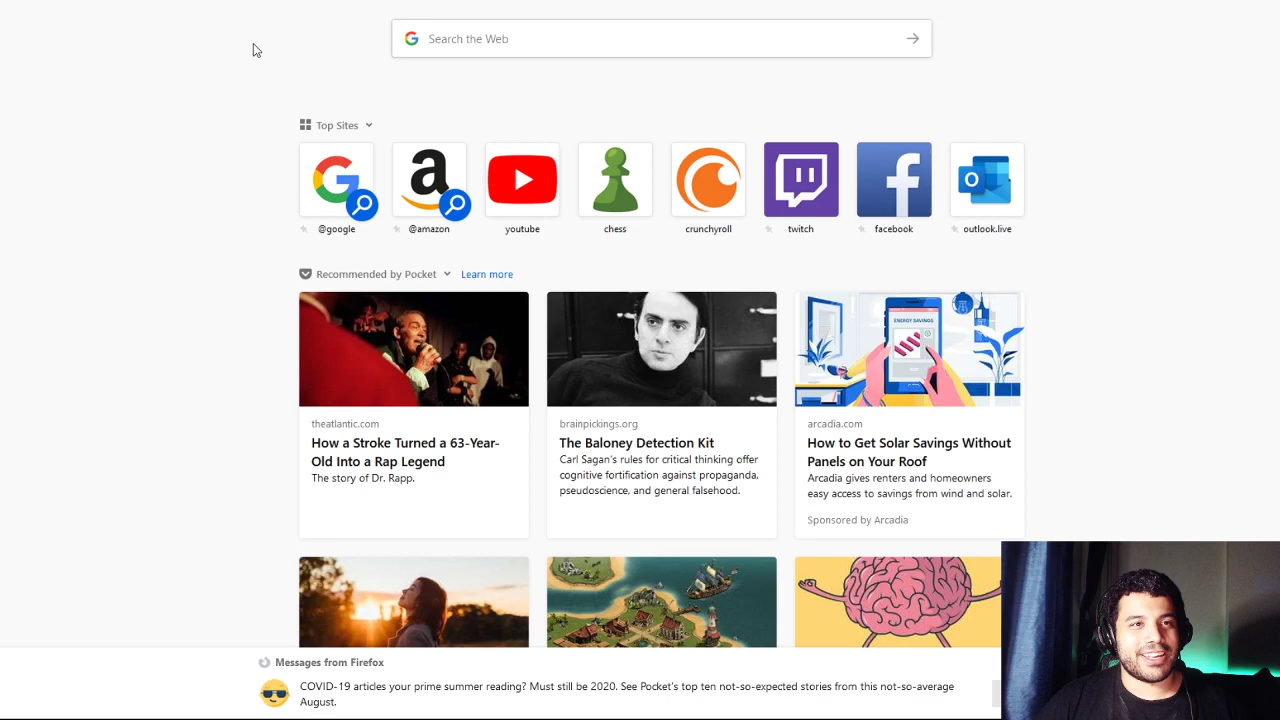 Search the Web
Top Sites
@google
@amazon
youtube
chess
crunchyroll
twitch
facebook
outlook.live
Recommended by Pocket Learn more
theatlantic.com
How a Stroke Turned a 63-Year-
Old Into a Rap Legend
The story of Dr. Rapp.
brainpickings.org
The Baloney Detection Kit
Carl Sagan's rules for critical thinking offer
cognitive fortification against propaganda,
pseudoscience, and general falsehood.
ENERGY SAVINGS
arcadia.com
How to Get Solar Savings Without
Panels on Your Roof
Arcadia gives renters and homeowners
easy access to savings from wind and solar.
Sponsored by Arcadia
Messages from Firefox
COVID-19 articles your prime summer reading? Must still be 2020. See Pocket's top ten not-so-expected stories from this not-so-average
August.